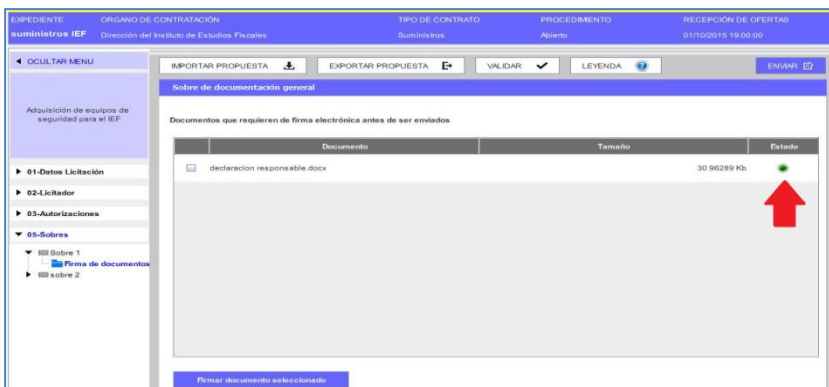 EXPEDIENTE ORGANO DE CONTRATACIÓN TIPO DE CONTRATO PROCEDIMIENTO RECEPCIÓN DE OFERTAS
suministros IEF Dirección del Instituto de Estudios Fiscales Suministros Abierto 01/10/2015 19:00:00
OCULTAR MENU
IMPORTAR PROPUESTA EXPORTAR PROPUESTA VALIDAR LEYENDA ENVIAR
Sobre de documentación general
Adquisición de equipos de
seguridad para el IEF
Documentos que requieren de firma electrónica antes de ser enviados
Documento Tamaño Estado
declaracion responsable.docx 30.96289 Kb
01-Datos Licitación
02-Licitador
03-Autorizaciones
05-Sobres
Sobre 1
Firma de documentos
sobre 2
Firmar documento seleccionado